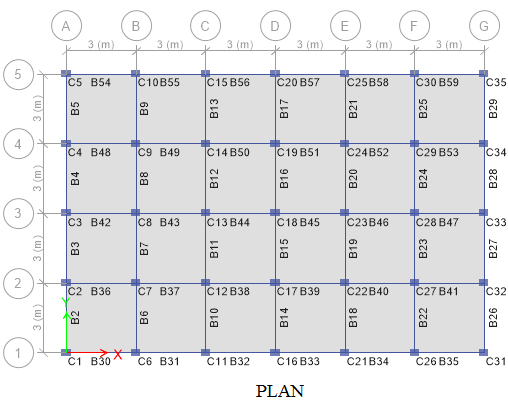 A B C D E F G
3 (m) 3 (m) 3 (m) 3 (m) 3 (m) 3 (m)
5
C5 B54 C10 B55 C15 B56 C20 B57 C25 B58 C30 B59 C35
3 (m) B5 B9 B13 B17 B21 B25 B29
4
C4 B48 C9 B49 C14 B50 C19 B51 C24 B52 C29 B53 C34
3 (m) B4 B8 B12 B16 B20 B24 B28
3
C3 B42 C8 B43 C13 B44 C18 B45 C23 B46 C28 B47 C33
3 (m) B3 B7 B11 B15 B19 B23 B27
2
C2 B36 C7 B37 C12 B38 C17 B39 C22 B40 C27 B41 C32
Y
3 (m) B2 B6 B10 B14 B18 B22 B26
1 X
C1 B30 C6 B31 C11 B32 C16 B33 C21 B34 C26 B35 C31
PLAN